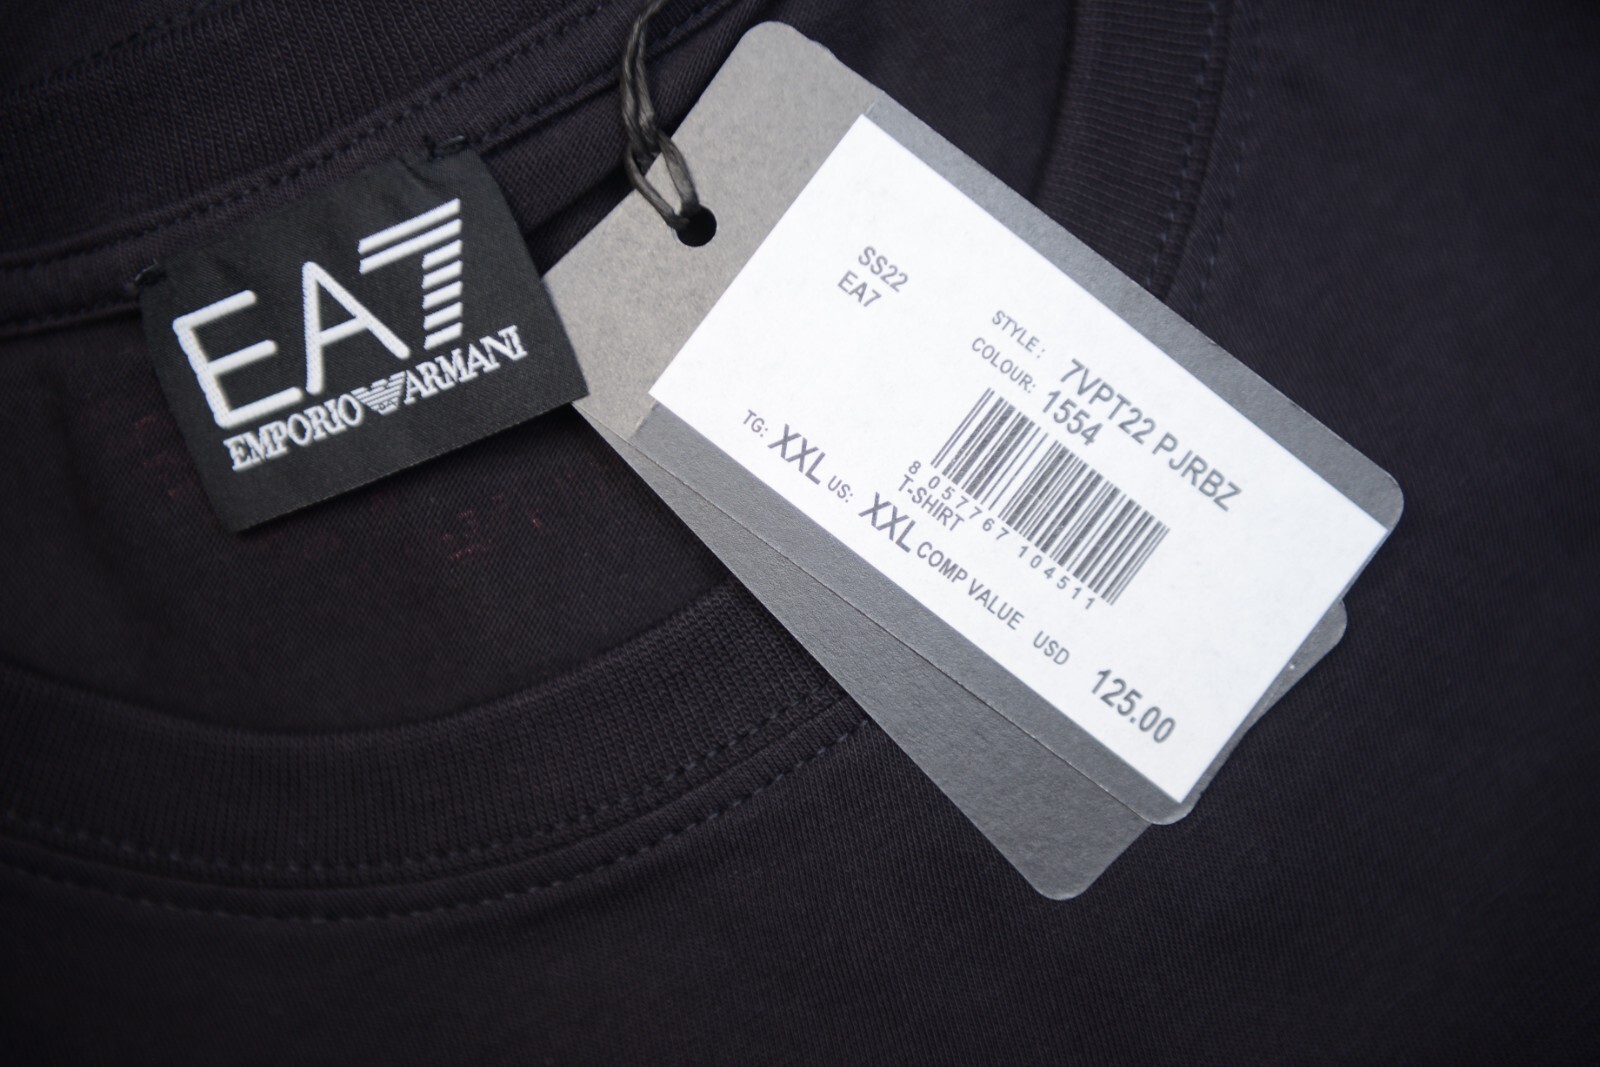 EA7
EMPORIO ARMANI
SS22
EA7
STYLE: 7VPT22 PJRBZ
COLOUR: 1554
8 057767 104511
T-SHIRT
TG: XXL US: XXL COMP VALUE USD 125.00